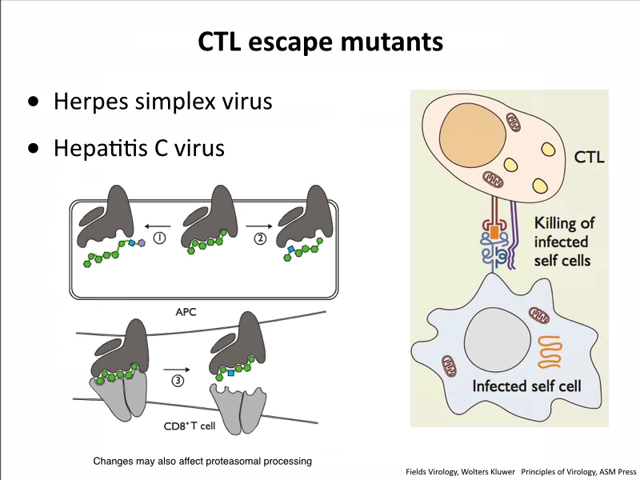 CTL escape mutants
• Herpes simplex virus
• Hepatitis C virus
CTL
Killing of
infected
self cells
Infected self cell
1
2
APC
3
CD8+ T cell
Changes may also affect proteasomal processing
Fields Virology, Wolters Kluwer Principles of Virology, ASM Press